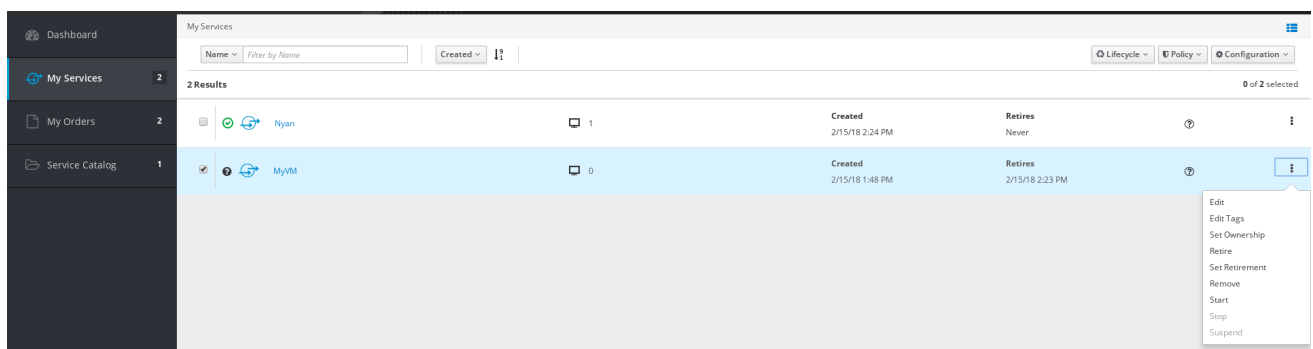 Dashboard
My Services 2
My Orders 2
Service Catalog 1
My Services
Name Filter by Name Created Lifecycle Policy Configuration
2 Results 0 of 2 selected
Nyan 1 Created Retires
2/15/18 2:24 PM Never
MyVM 0 Created Retires
2/15/18 1:48 PM 2/15/18 2:23 PM
Edit
Edit Tags
Set Ownership
Retire
Set Retirement
Remove
Start
Stop
Suspend